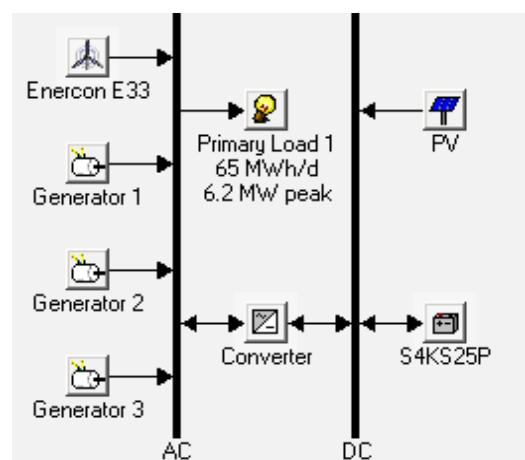 Enercon E33
Primary Load 1
65 MWh/d
6.2 MW peak
PV
Generator 1
Generator 2
Converter
S4KS25P
Generator 3
AC
DC